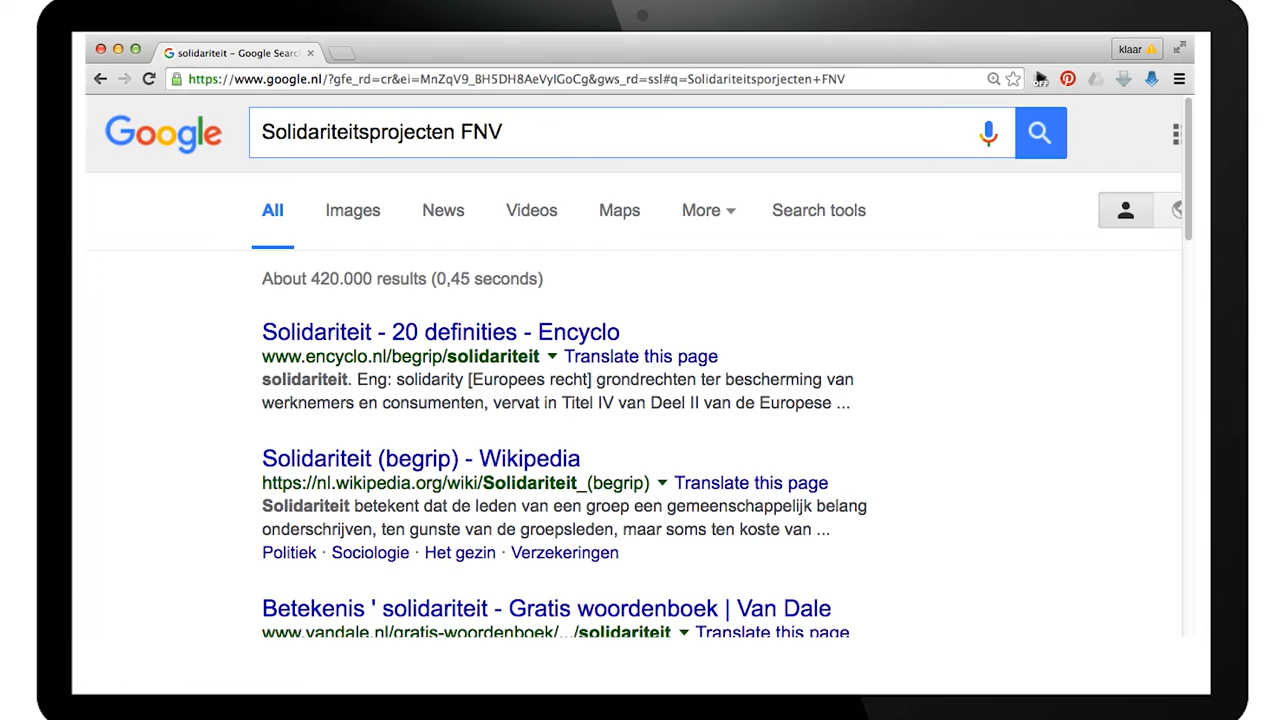 solidariteit – Google Searc
klaar
https://www.google.nl/?gfe_rd=cr&ei=MnZqV9_BH5DH8AeVyIGoCg&gws_rd=ssl#q=Solidariteitsporjecten+FNV
OFF
Google
Solidariteitsprojecten FNV
All Images News Videos Maps More Search tools
About 420.000 results (0,45 seconds)
Solidariteit - 20 definities - Encyclo
www.encyclo.nl/begrip/solidariteit Translate this page
solidariteit. Eng: solidarity [Europees recht] grondrechten ter bescherming van
werknemers en consumenten, vervat in Titel IV van Deel II van de Europese ...
Solidariteit (begrip) - Wikipedia
https://nl.wikipedia.org/wiki/Solidariteit_(begrip) Translate this page
Solidariteit betekent dat de leden van een groep een gemeenschappelijk belang
onderschrijven, ten gunste van de groepsleden, maar soms ten koste van ...
Politiek · Sociologie · Het gezin · Verzekeringen
Betekenis ' solidariteit - Gratis woordenboek | Van Dale
www.vandale.nl/gratis-woordenboek/.../solidariteit Translate this page